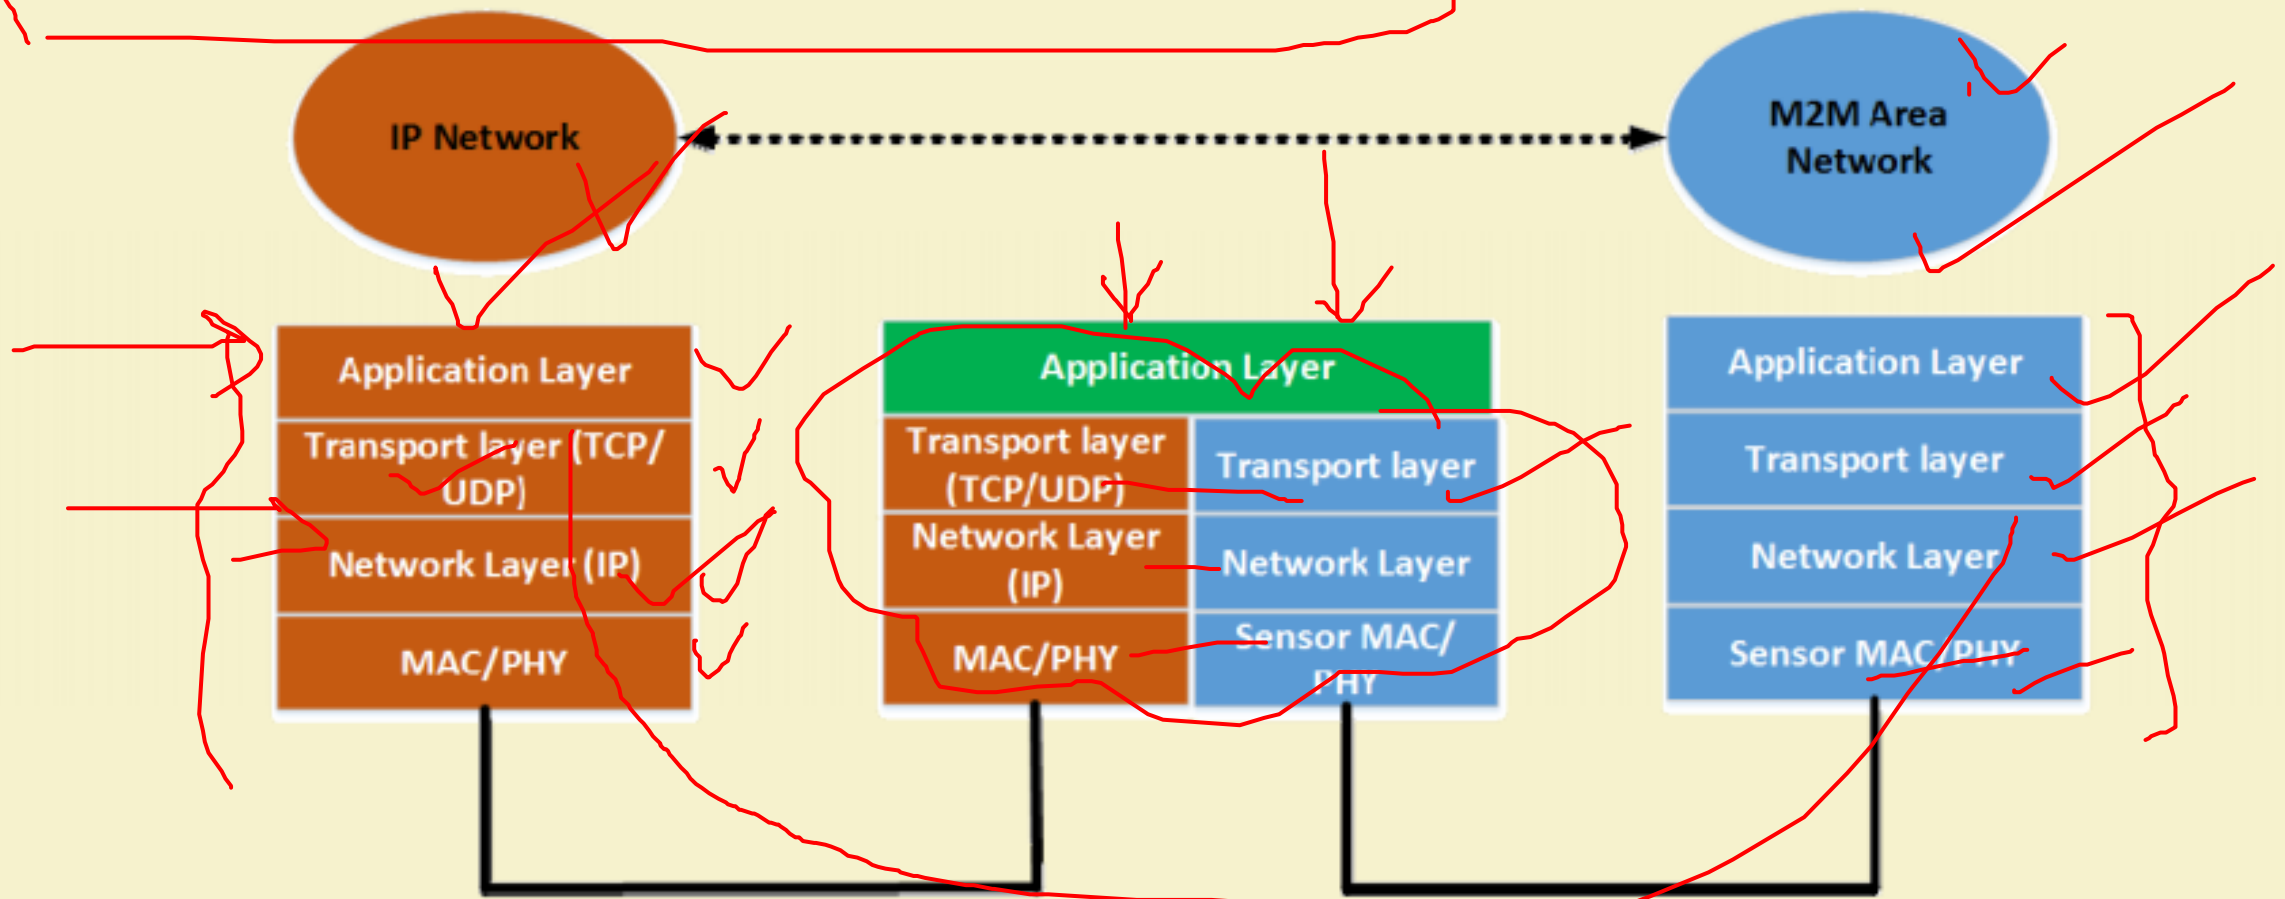 IP Network
M2M Area
Network
Application Layer
Transport layer (TCP/
UDP)
Network Layer (IP)
MAC/PHY
Application Layer
Transport layer
(TCP/UDP)
Network Layer
(IP)
MAC/PHY
Transport layer
Network Layer
Sensor MAC/
PHY
Application Layer
Transport layer
Network Layer
Sensor MAC/PHY